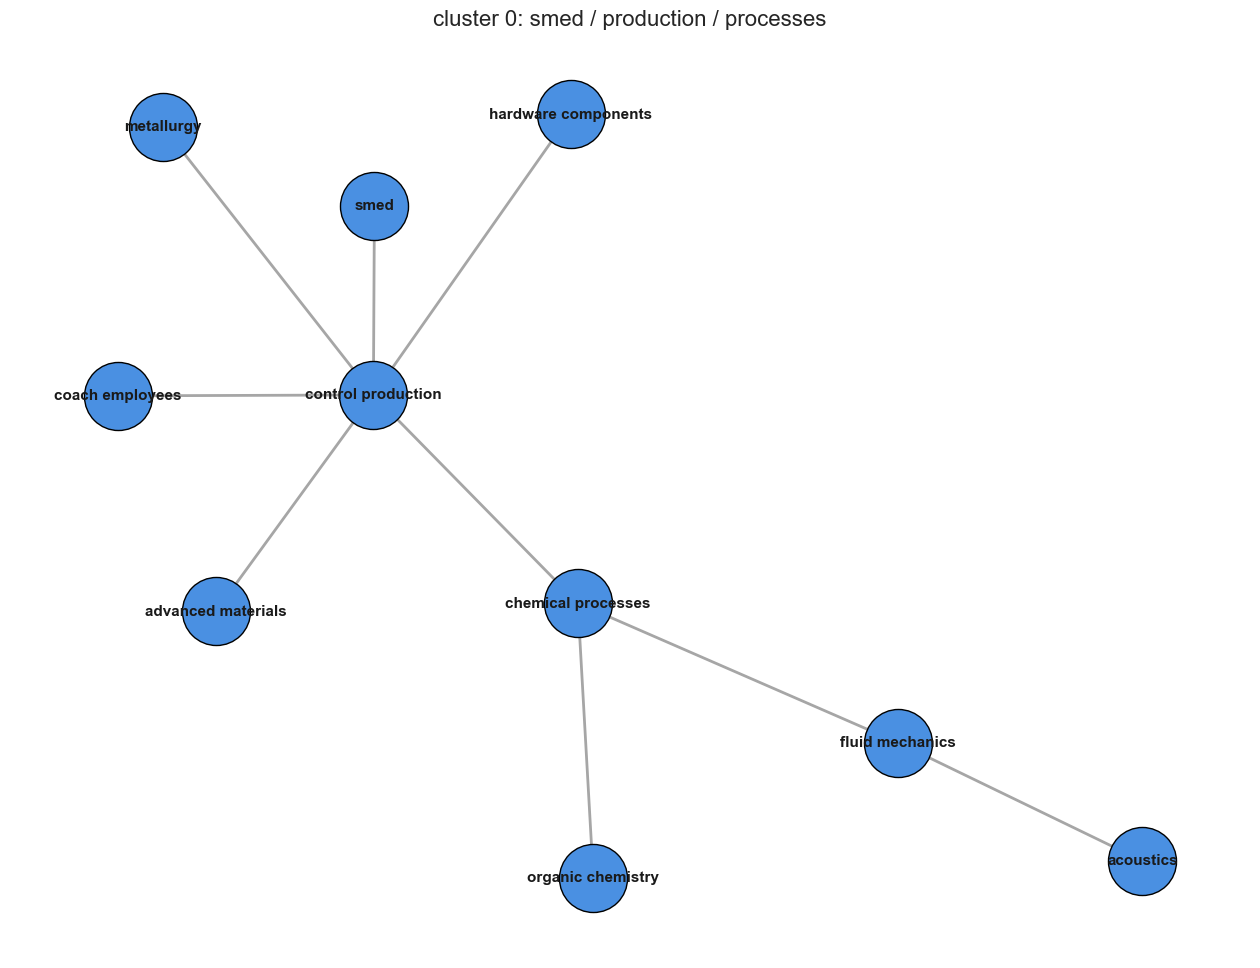 cluster 0: smed / production / processes
hardware components
metallurgy
smed
control production
coach employees
chemical processes
advanced materials
fluid mechanics
acoustics
organic chemistry